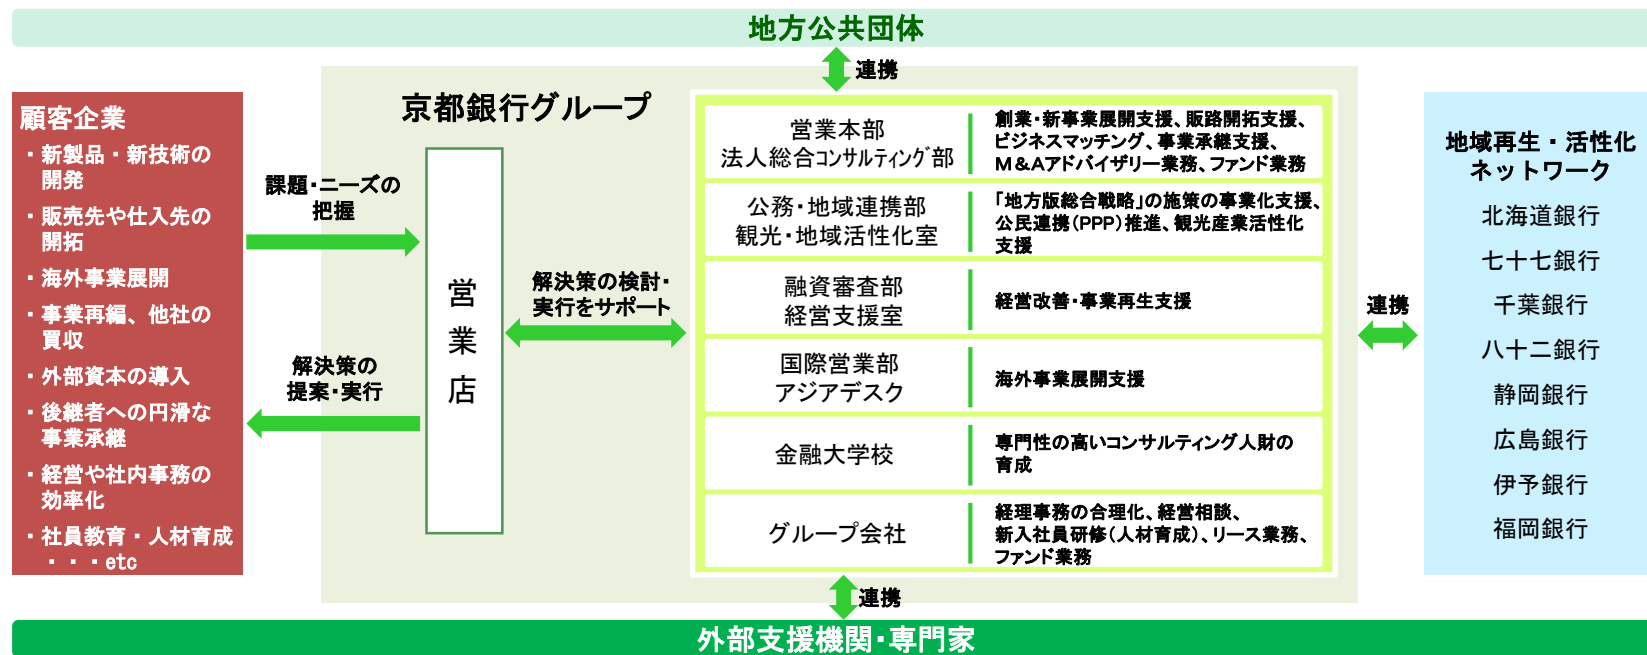 地方公共団体
連携
顧客企業
・新製品・新技術の
開発
・販売先や仕入先の
開拓
・海外事業展開
・事業再編、他社の
買収
・外部資本の導入
・後継者への円滑な
事業承継
・経営や社内事務の
効率化
・社員教育・人材育成
・・・etc
課題・ニーズの
把握
解決策の
提案・実行
京都銀行グループ
営
業
店
解決策の検討・
実行をサポート
営業本部
法人総合コンサルティング部
創業・新事業展開支援、販路開拓支援、
ビジネスマッチング、事業承継支援、
M&Aアドバイザリー業務、ファンド業務
公務・地域連携部
観光・地域活性化室
「地方版総合戦略」の施策の事業化支援、
公民連携(PPP)推進、観光産業活性化
支援
融資審査部
経営支援室
経営改善・事業再生支援
国際営業部
アジアデスク
海外事業展開支援
金融大学校
専門性の高いコンサルティング人財の
育成
グループ会社
経理事務の合理化、経営相談、
新入社員研修(人材育成)、リース業務、
ファンド業務
連携
地域再生・活性化
ネットワーク
北海道銀行
七十七銀行
千葉銀行
八十二銀行
静岡銀行
広島銀行
伊予銀行
福岡銀行
連携
外部支援機関・専門家